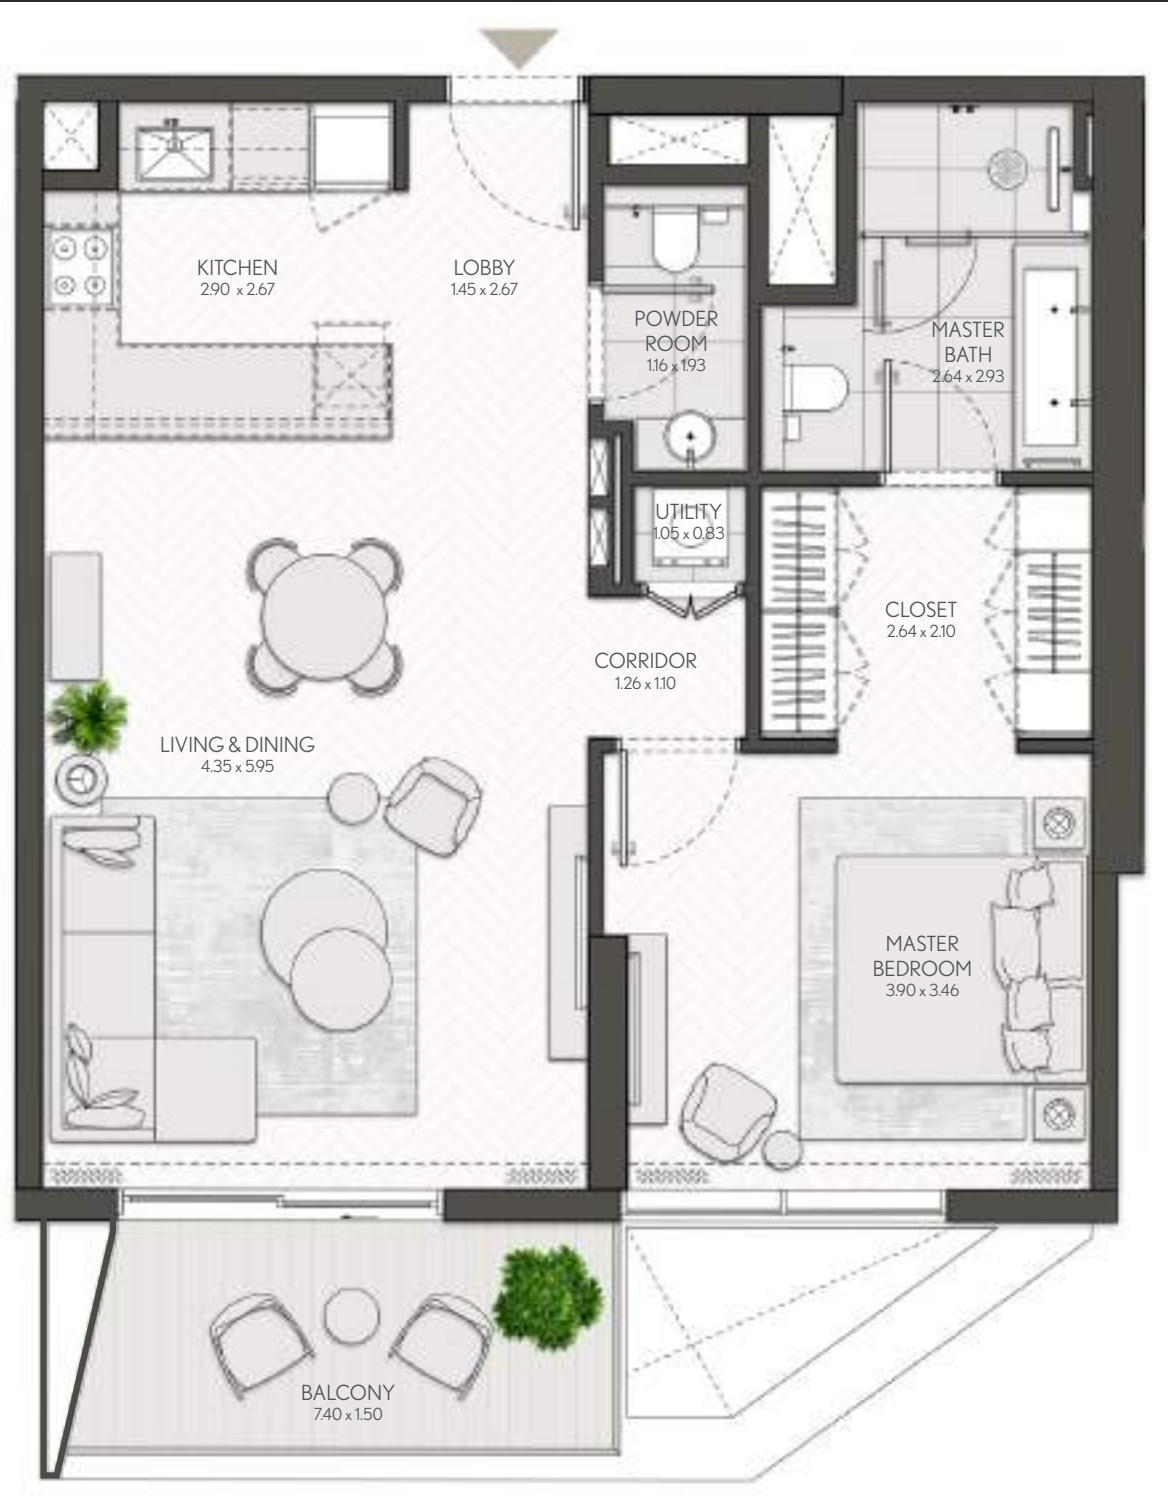 KITCHEN
2.90 x 2.67
LOBBY
1.45 x 2.67
POWDER
ROOM
1.16 x 1.93
MASTER
BATH
2.64 x 2.93
UTILITY
1.05 x 0.83
CLOSET
2.64 x 2.10
CORRIDOR
1.26 x 1.10
LIVING & DINING
4.35 x 5.95
MASTER
BEDROOM
3.90 x 3.46
BALCONY
7.40 x 1.50